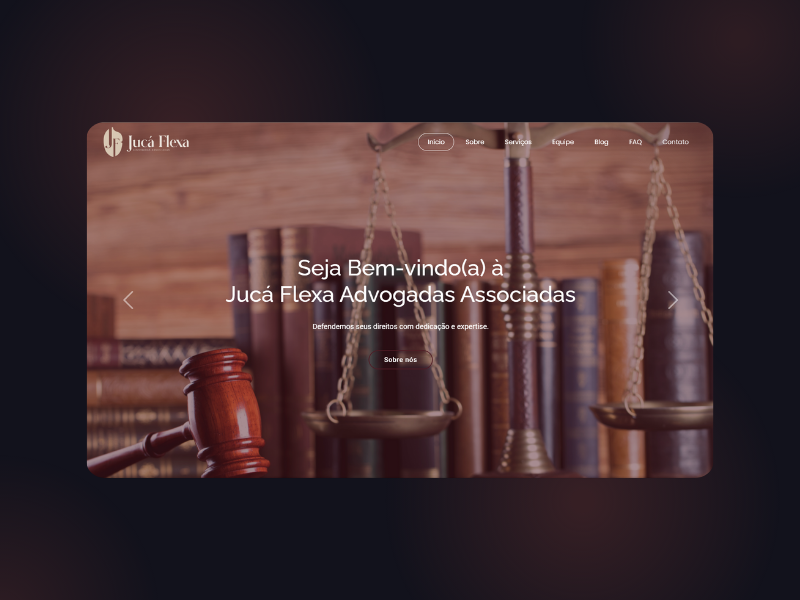 JF Jucá Flexa
Início Sobre Serviços Equipe Blog FAQ Contato
Seja Bem-vindo(a) à
Jucá Flexa Advogadas Associadas
Defendemos seus direitos com dedicação e expertise.
Sobre nós